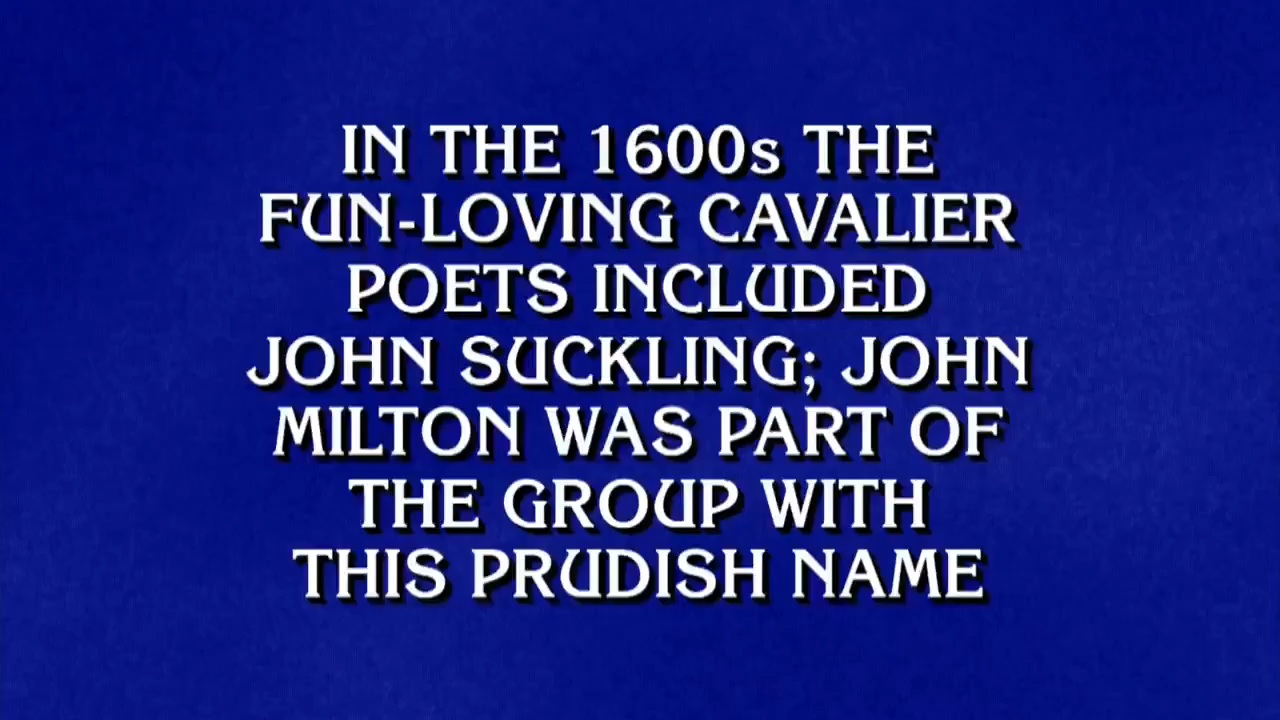 IN THE 1600s THE
FUN-LOVING CAVALIER
POETS INCLUDED
JOHN SUCKLING; JOHN
MILTON WAS PART OF
THE GROUP WITH
THIS PRUDISH NAME